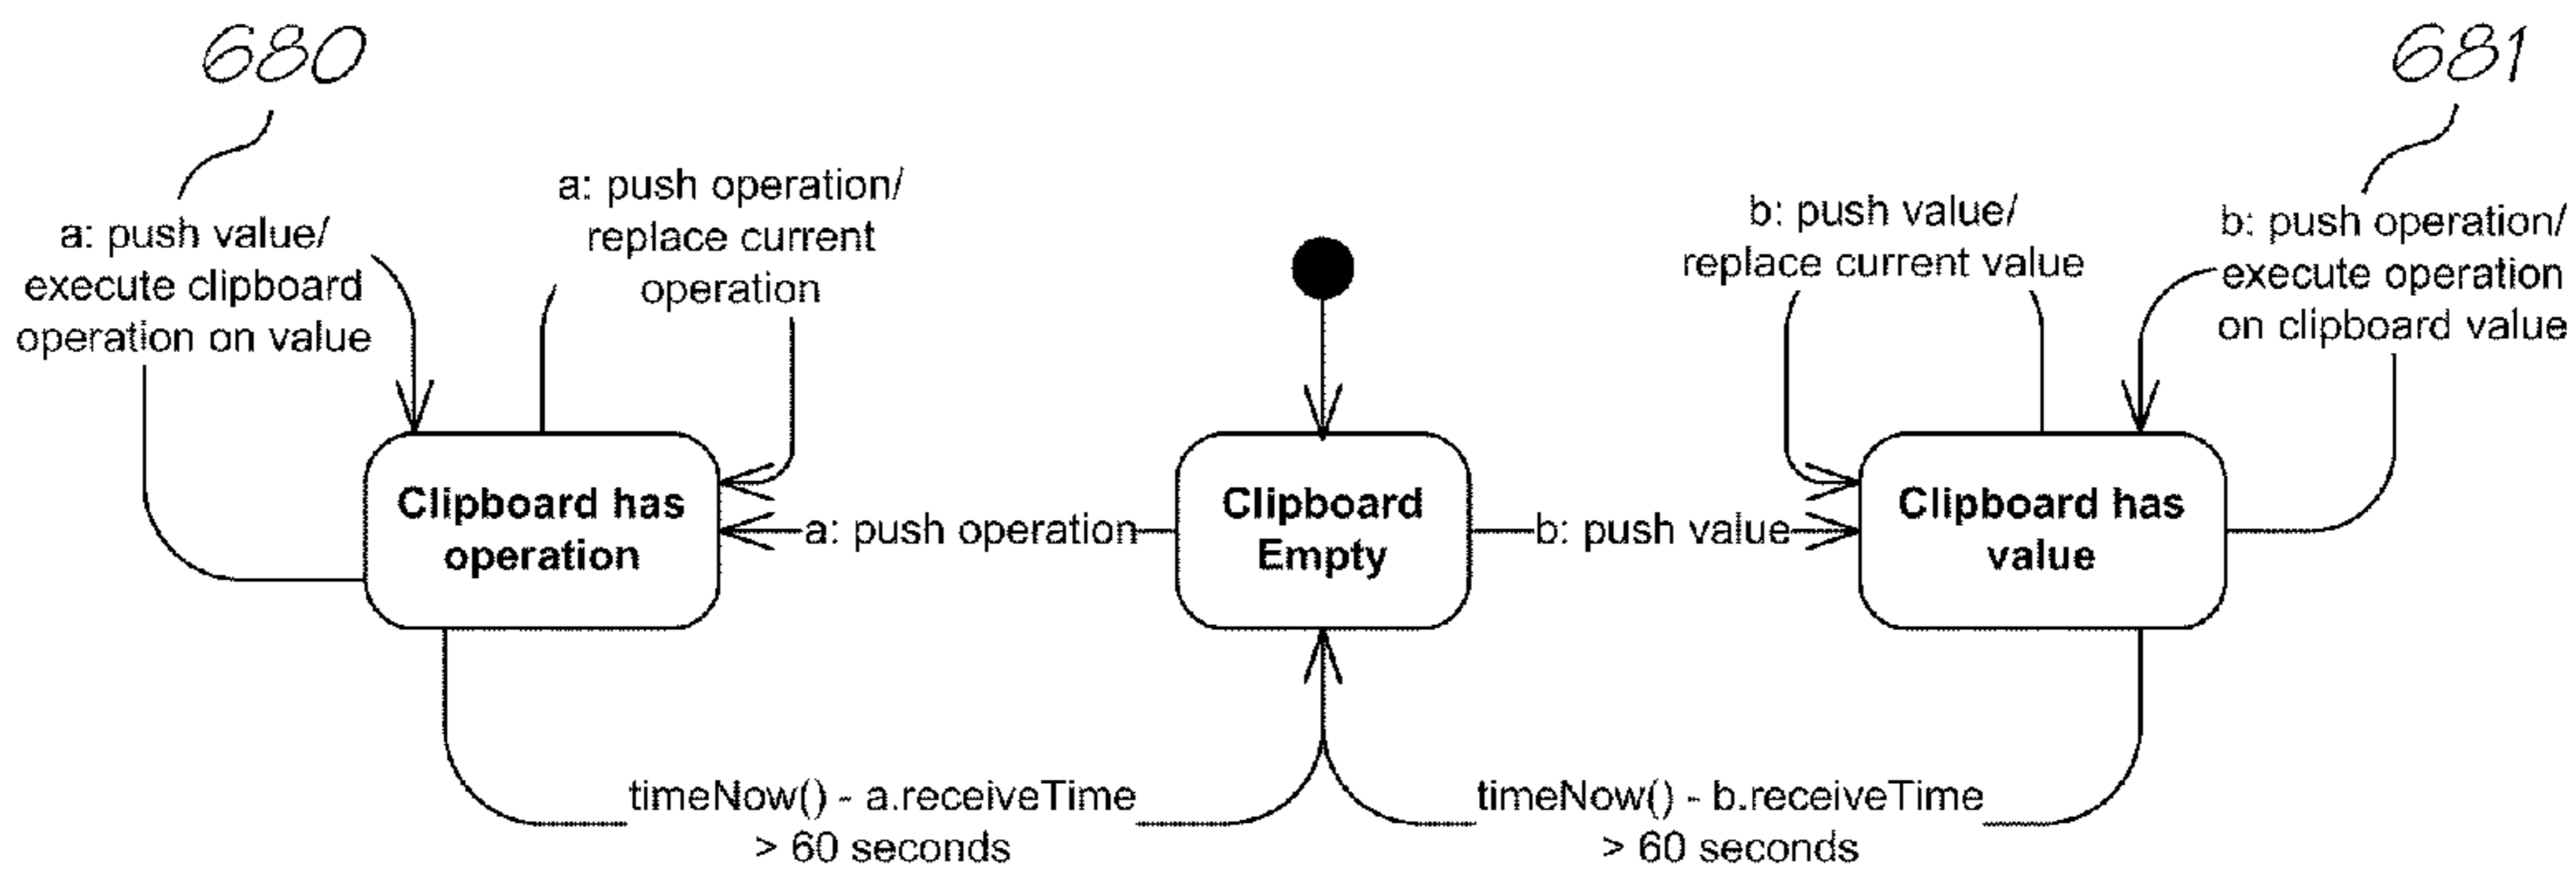 680
681
a: push value/
execute clipboard
operation on value
a: push operation/
replace current
operation
b: push value/
replace current value
b: push operation/
execute operation
on clipboard value
Clipboard has
operation
a: push operation
Clipboard
Empty
b: push value
Clipboard has
value
timeNow() - a.receiveTime
> 60 seconds
timeNow() - b.receiveTime
> 60 seconds